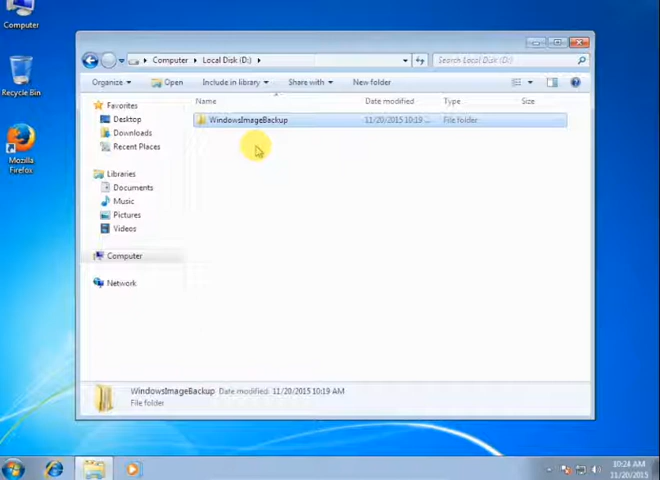 Computer
Recycle Bin
Mozilla
Firefox
Computer
Local Disk (D:)
Search Local Disk (D:)
Organize
Open
Include in library
Share with
New folder
Name
Date modified
Type
Size
WindowsImageBackup
11/20/2015 10:19 ...
File folder
Favorites
Desktop
Downloads
Recent Places
Libraries
Documents
Music
Pictures
Videos
Computer
Network
WindowsImageBackup Date modified: 11/20/2015 10:19 AM
File folder
10:24 AM
11/20/2015